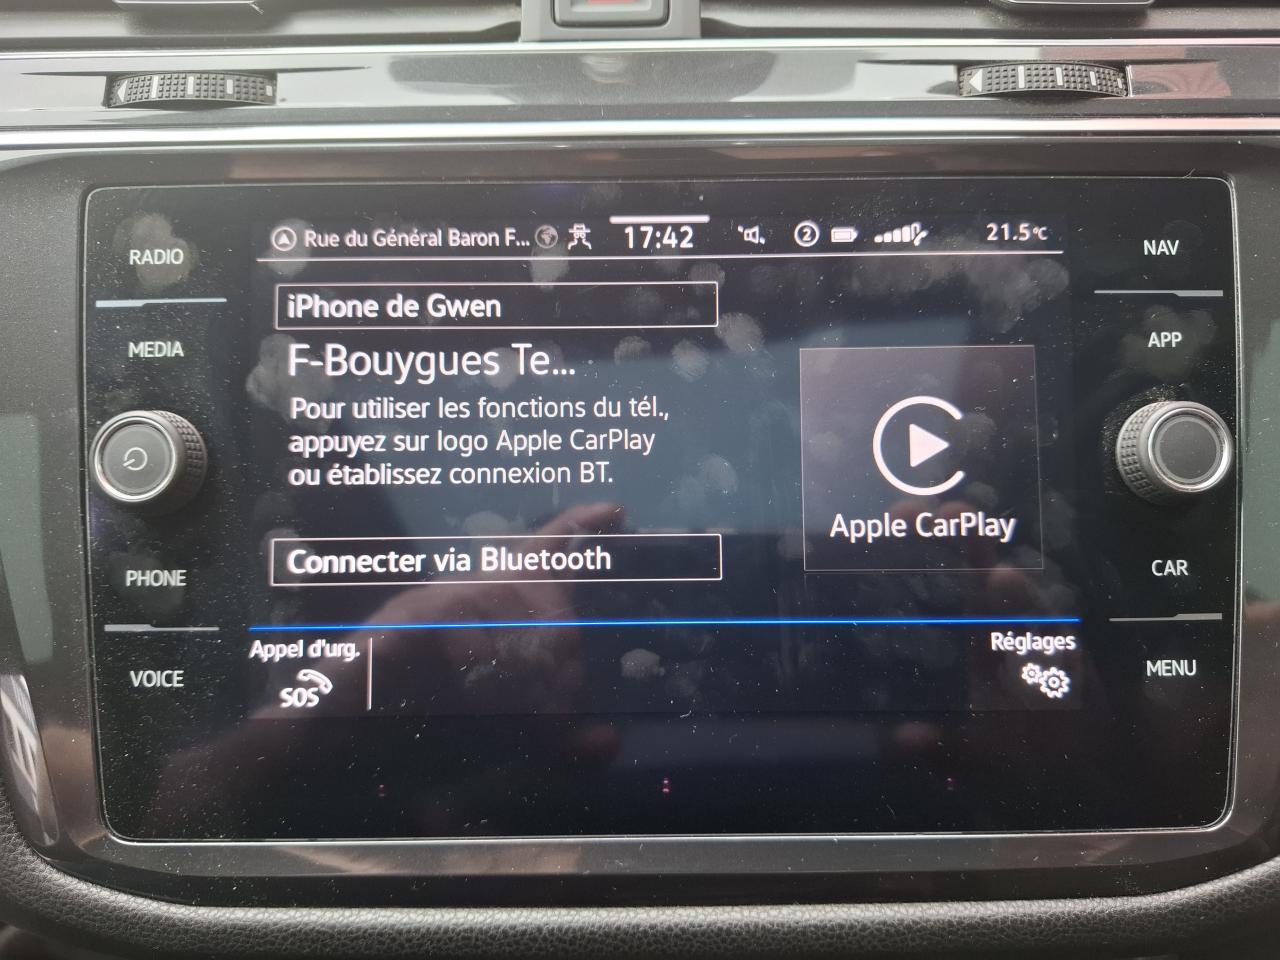 RADIO
MEDIA
PHONE
VOICE
Rue du Général Baron F...
17:42
2
21.5°C
iPhone de Gwen
F-Bouygues Te...
Pour utiliser les fonctions du tél.,
appuyez sur logo Apple CarPlay
ou établissez connexion BT.
Apple CarPlay
Connecter via Bluetooth
Appel d'urg.
SOS
Réglages
NAV
APP
CAR
MENU